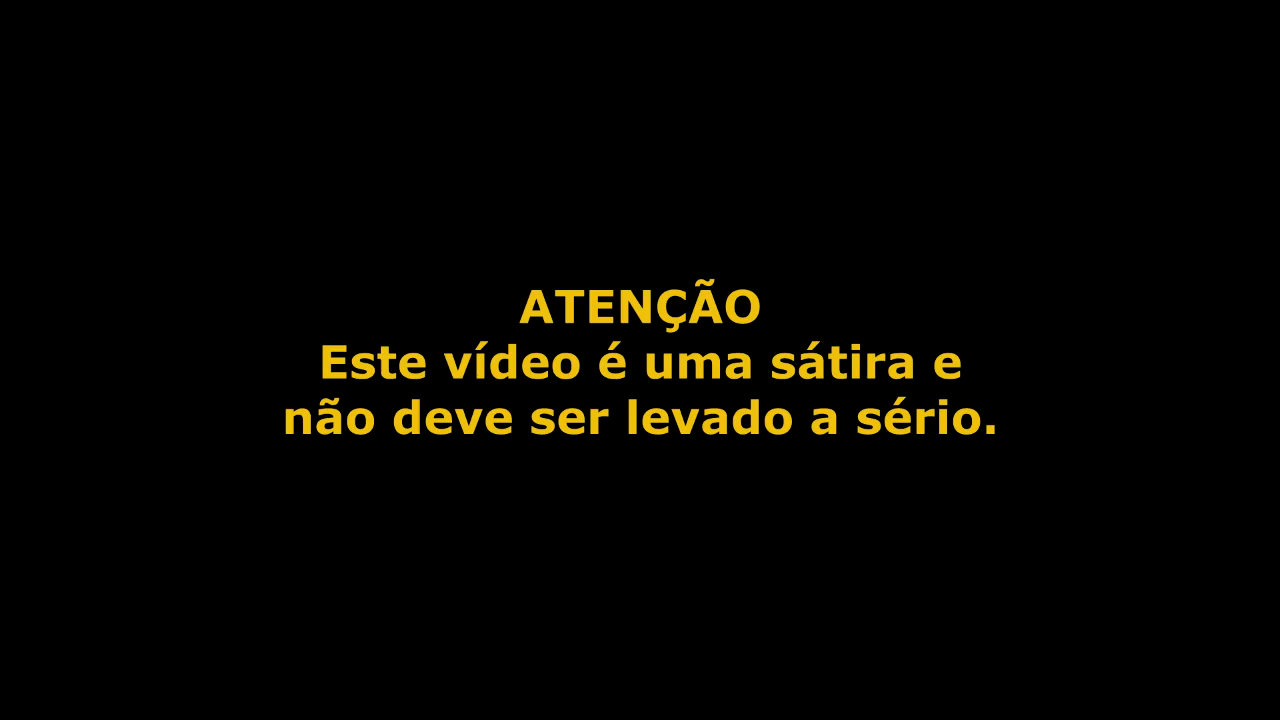 ATENÇÃO
Este vídeo é uma sátira e
não deve ser levado a sério.